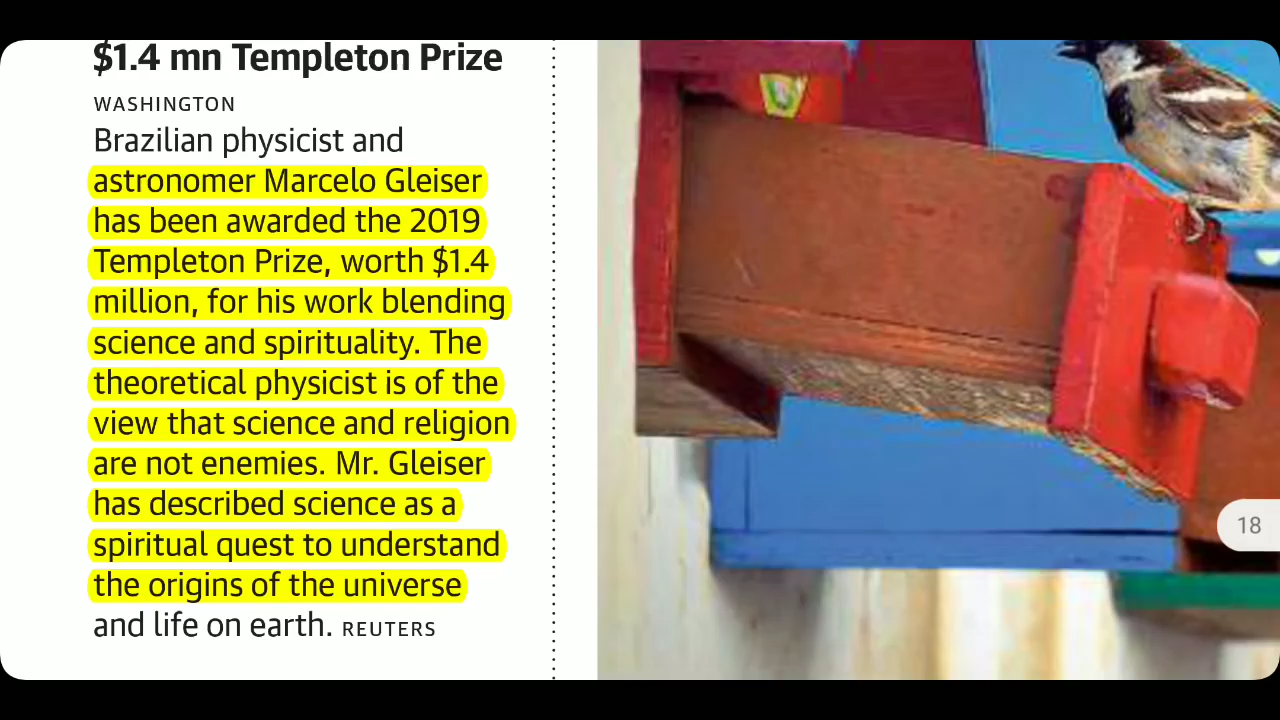 $1.4 mn Templeton Prize
WASHINGTON
Brazilian physicist and
astronomer Marcelo Gleiser
has been awarded the 2019
Templeton Prize, worth $1.4
million, for his work blending
science and spirituality. The
theoretical physicist is of the
view that science and religion
are not enemies. Mr. Gleiser
has described science as a
spiritual quest to understand
the origins of the universe
and life on earth. REUTERS
18